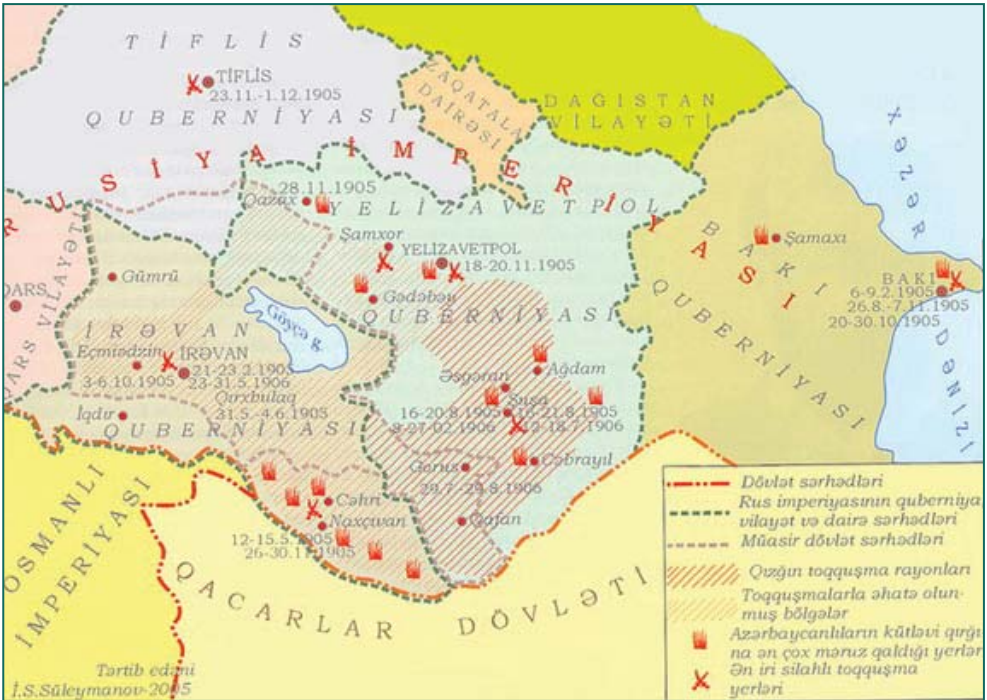 TİFLİS
TİFLİS
23.11.-1.12.1905
QUBERNİYASI
ZAQATALA
DAİRƏSİ
DAĞISTAN
VİLAYƏTİ
XƏZƏR
DƏNİZİ
RUSİYA İMPERİYASI
28.11.1905
Qazax
YELİZAVETPOL
QUBERNİYASI
Şamxor
YELİZAVETPOL
18-20.11.1905
Gədəbəy
BAKI
QUBERNİYASI
Şamaxı
BAKI
6-9.2.1905
26.8.-7.11.1905
20-30.10.1905
QARS
QARS VİLAYƏTİ
Gümrü
Göyçə g.
İRƏVAN
QUBERNİYASI
Eçmiədzin
3-6.10.1905
İRƏVAN
21-23.2.1905
23-31.5.1906
Qırxbulaq
31.5.-4.6.1905
İqdır
Əsgəran
Ağdam
Şuşa
16-20.8.1905
16-21.8.1905
12-18.7.1906
Cəbrayıl
Gorus
29.7.-29.8.1906
Qafan
Cəhri
Naxçıvan
12-15.5.1905
26-30.11.1905
OSMANLI
İMPERİYASI
QACARLAR DÖVLƏTİ
Dövlət sərhədləri
Rus imperiyasının quberniya,
vilayət və dairə sərhədləri
Müasir dövlət sərhədləri
Qızğın toqquşma rayonları
Toqquşmalarla əhatə olun-
muş bölgələr
Azərbaycanlıların kütləvi qırğı-
na ən çox məruz qaldığı yerlər
Ən iri silahlı toqquşma
yerləri
Tərtib edəni
İ.S.Süleymanov-2005